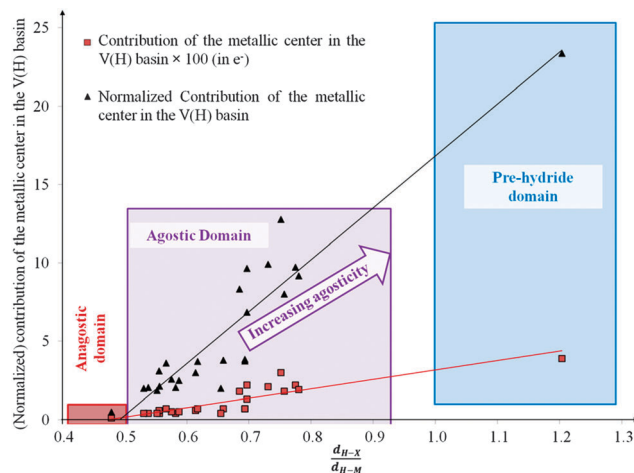 (Normalized) contribution of the metallic center in the V(H) basin
25
20
15
10
5
0
Contribution of the metallic center in the
V(H) basin × 100 (in e-)
Normalized Contribution of the metallic
center in the V(H) basin
Pre-hydride
domain
Agostic Domain
Increasing agosticity
Anagostic
domain
0.4 0.5 0.6 0.7 0.8 0.9 1.0 1.1 1.2 1.3
d_{H-X}
d_{H-M}